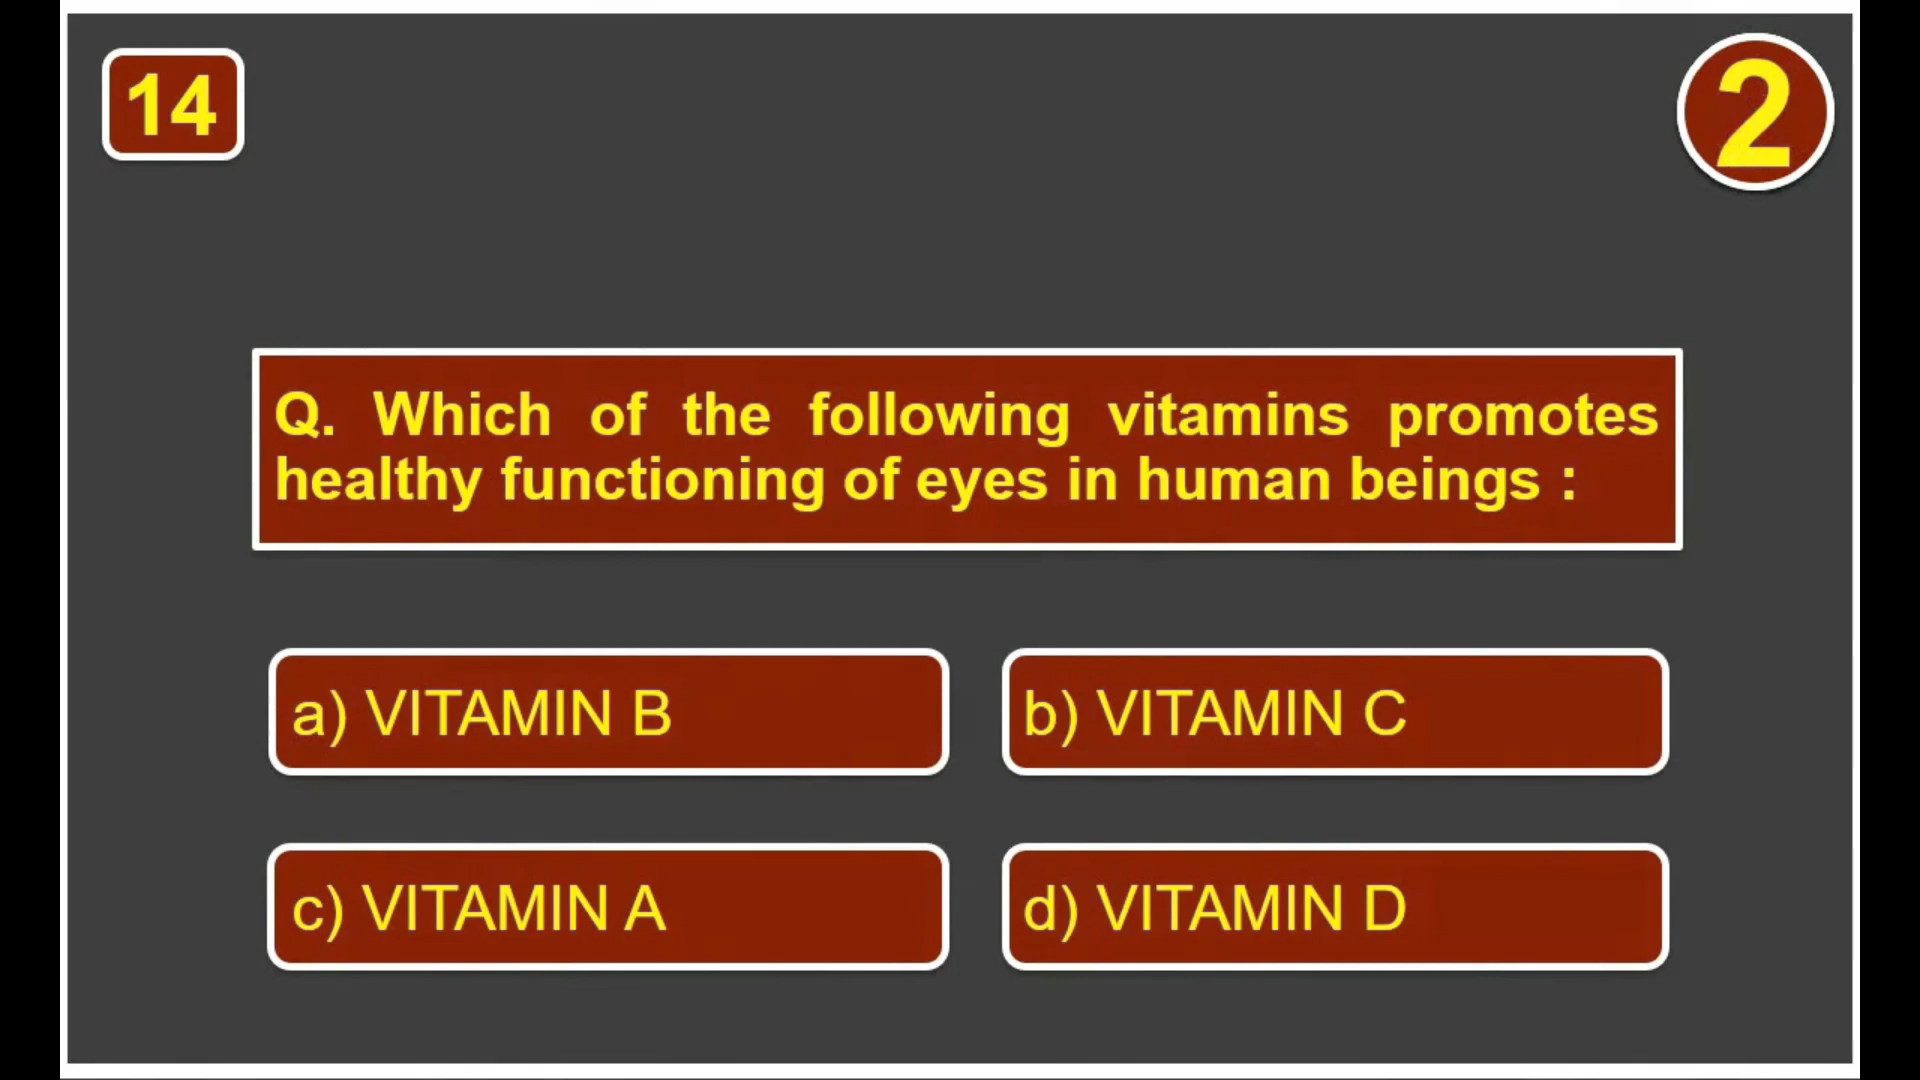 14
2
Q. Which of the following vitamins promotes
healthy functioning of eyes in human beings :
a) VITAMIN B
b) VITAMIN C
c) VITAMIN A
d) VITAMIN D